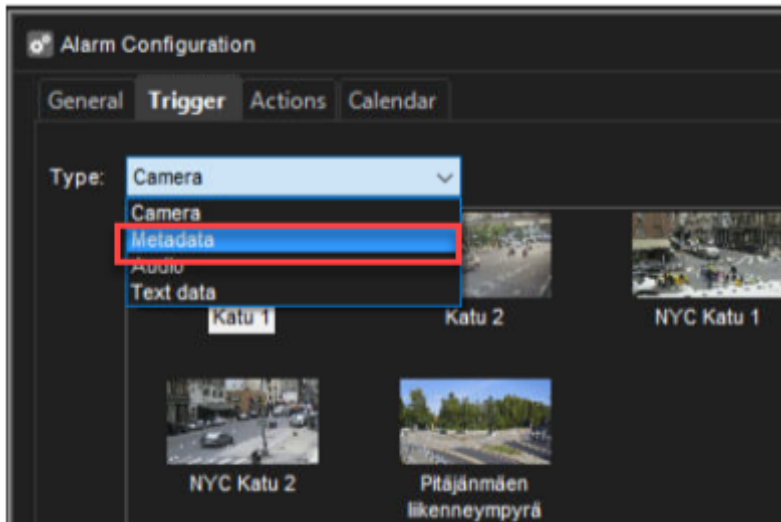 Alarm Configuration
General Trigger Actions Calendar
Type: Camera
Camera
Metadata
Audio
Text data
Katu 1 Katu 2 NYC Katu 1
NYC Katu 2 Pitäjänmäen
liikenneympyrä